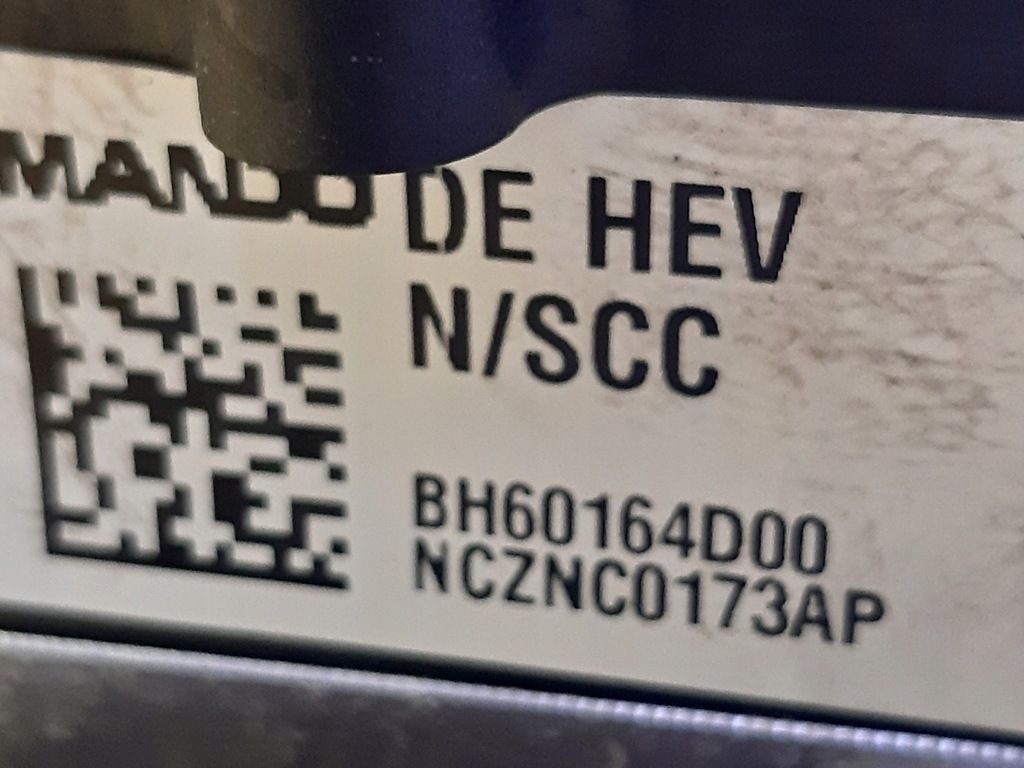 MANDO DE HEV
N/SCC
BH60164D00
NCZNC0173AP